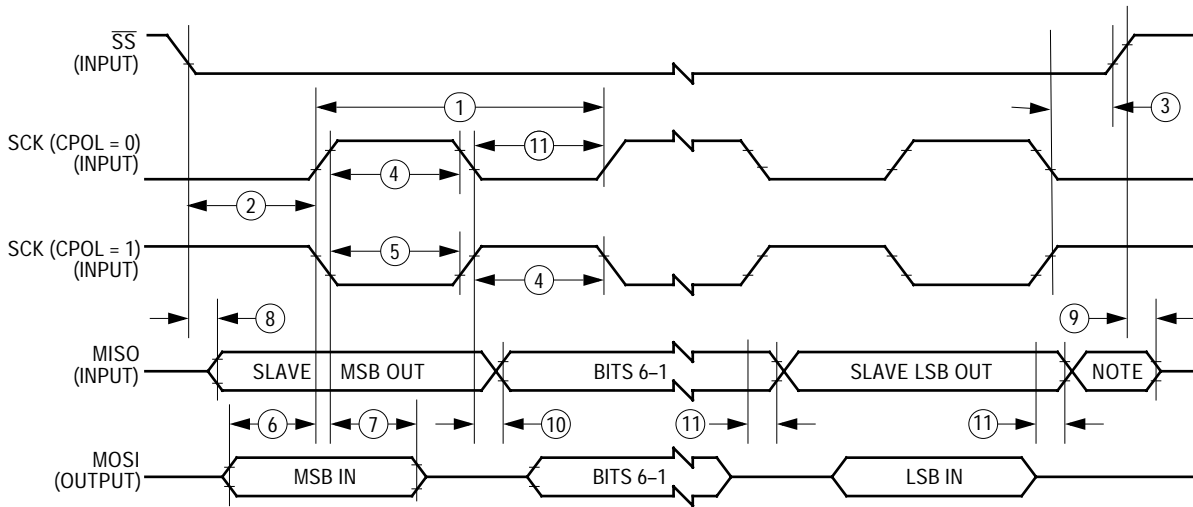 S̅S̅
(INPUT)
1
3
SCK (CPOL = 0)
(INPUT)
11
4
2
SCK (CPOL = 1)
(INPUT)
5
4
8
9
MISO
(INPUT)
SLAVE MSB OUT
BITS 6–1
SLAVE LSB OUT
NOTE
6
7
10
11
11
MOSI
(OUTPUT)
MSB IN
BITS 6–1
LSB IN